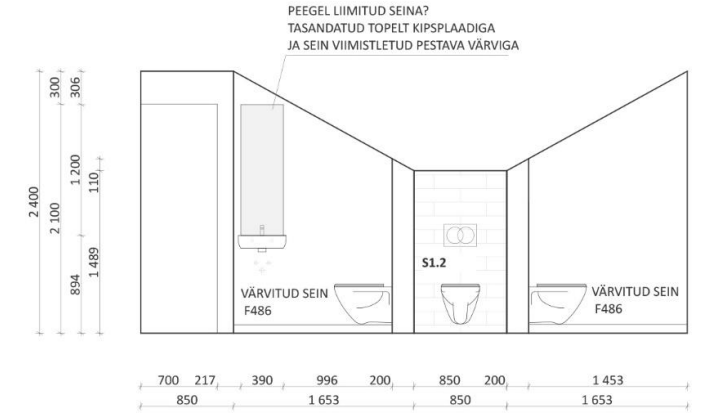 PEEGEL LIIMITUD SEINA?
TASANDATUD TOPELT KIPSPLAADIGA
JA SEIN VIIMISTLETUD PESTAVA VÄRVIGA
300
306
2 400
2 100
1 200
110
894
1 489
S1.2
VÄRVITUD SEIN
F486
VÄRVITUD SEIN
F486
700 217 390 996 200 850 200 1 453
850 1 653 850 1 653